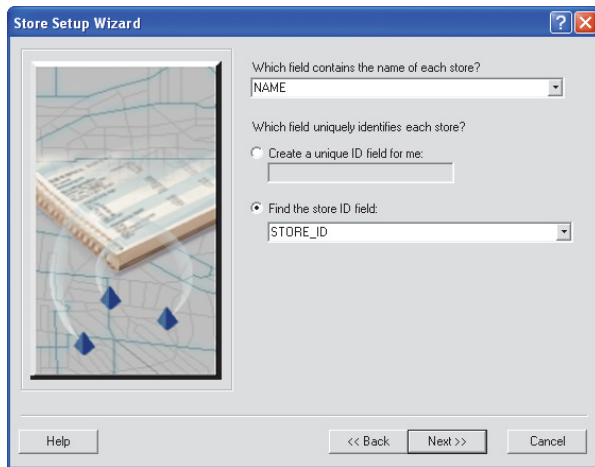 Store Setup Wizard
Which field contains the name of each store?
NAME
Which field uniquely identifies each store?
Create a unique ID field for me:
Find the store ID field:
STORE_ID
Help
<< Back
Next >>
Cancel